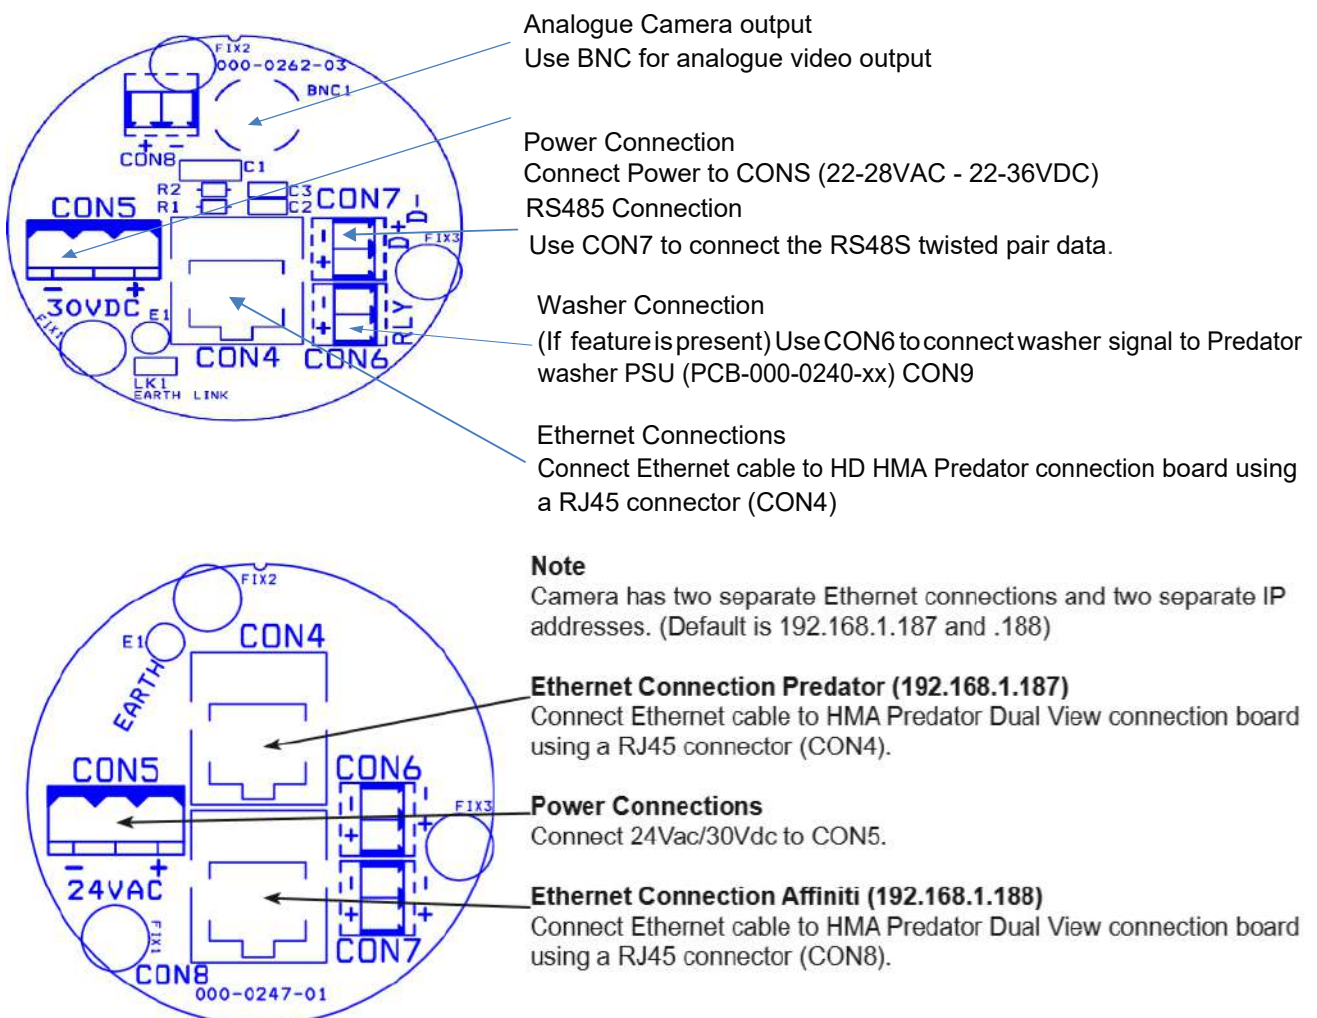 Analogue Camera output
Use BNC for analogue video output
Power Connection
Connect Power to CONS (22-28VAC - 22-36VDC)
RS485 Connection
Use CON7 to connect the RS48S twisted pair data.
Washer Connection
(If feature is present) Use CON6 to connect washer signal to Predator
washer PSU (PCB-000-0240-xx) CON9
Ethernet Connections
Connect Ethernet cable to HD HMA Predator connection board using
a RJ45 connector (CON4)
FIX2
000-0262-03
BNC1
+ -
CON8
C1
R2
C3
R1
C2
CON5
CON7
- +
D+ D-
FIX3
- +
30VDC
E1
FIX1
CON4
- +
CON6
RLY
LK1
EARTH LINK
Note
Camera has two separate Ethernet connections and two separate IP
addresses. (Default is 192.168.1.187 and .188)
Ethernet Connection Predator (192.168.1.187)
Connect Ethernet cable to HMA Predator Dual View connection board
using a RJ45 connector (CON4).
Power Connections
Connect 24Vac/30Vdc to CON5.
Ethernet Connection Affiniti (192.168.1.188)
Connect Ethernet cable to HMA Predator Dual View connection board
using a RJ45 connector (CON8).
FIX2
E1
EARTH
CON4
CON5
CON6
- +
- +
FIX3
- +
24VAC
- +
- +
CON7
FIX1
CON8
000-0247-01